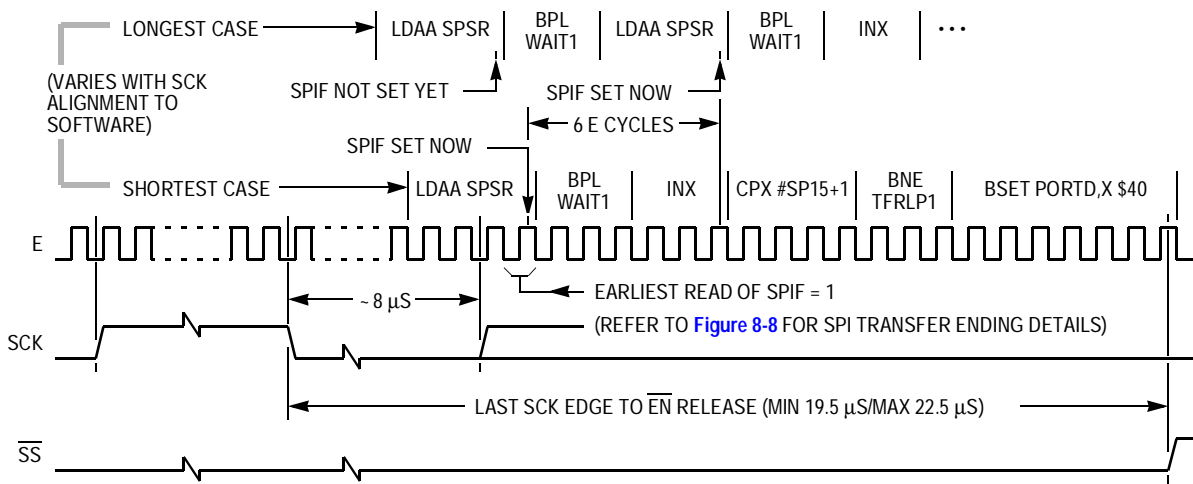 LONGEST CASE
LDAA SPSR
BPL
WAIT1
LDAA SPSR
BPL
WAIT1
INX
• • •
(VARIES WITH SCK
ALIGNMENT TO
SOFTWARE)
SPIF NOT SET YET
SPIF SET NOW
6 E CYCLES
SPIF SET NOW
SHORTEST CASE
LDAA SPSR
BPL
WAIT1
INX
CPX #SP15+1
BNE
TFRLP1
BSET PORTD,X $40
E
~ 8 µS
EARLIEST READ OF SPIF = 1
(REFER TO Figure 8-8 FOR SPI TRANSFER ENDING DETAILS)
SCK
LAST SCK EDGE TO EN RELEASE (MIN 19.5 µS/MAX 22.5 µS)
SS